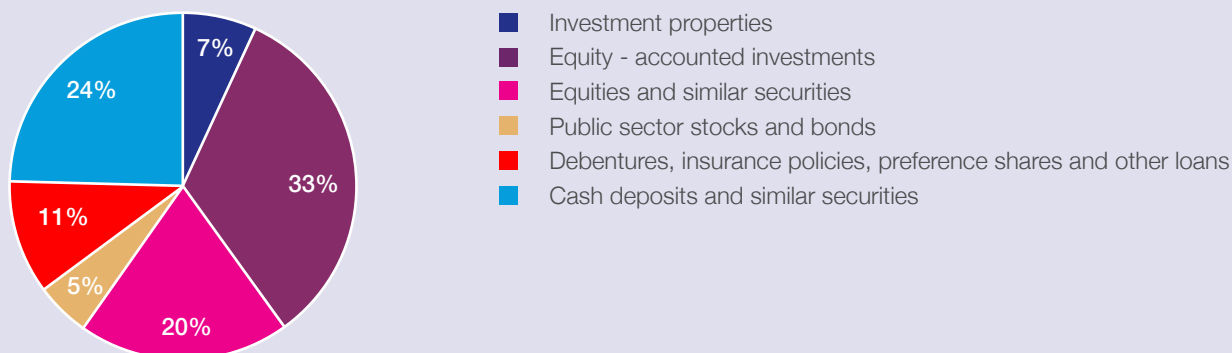 7%
33%
20%
5%
11%
24%
Investment properties
Equity - accounted investments
Equities and similar securities
Public sector stocks and bonds
Debentures, insurance policies, preference shares and other loans
Cash deposits and similar securities